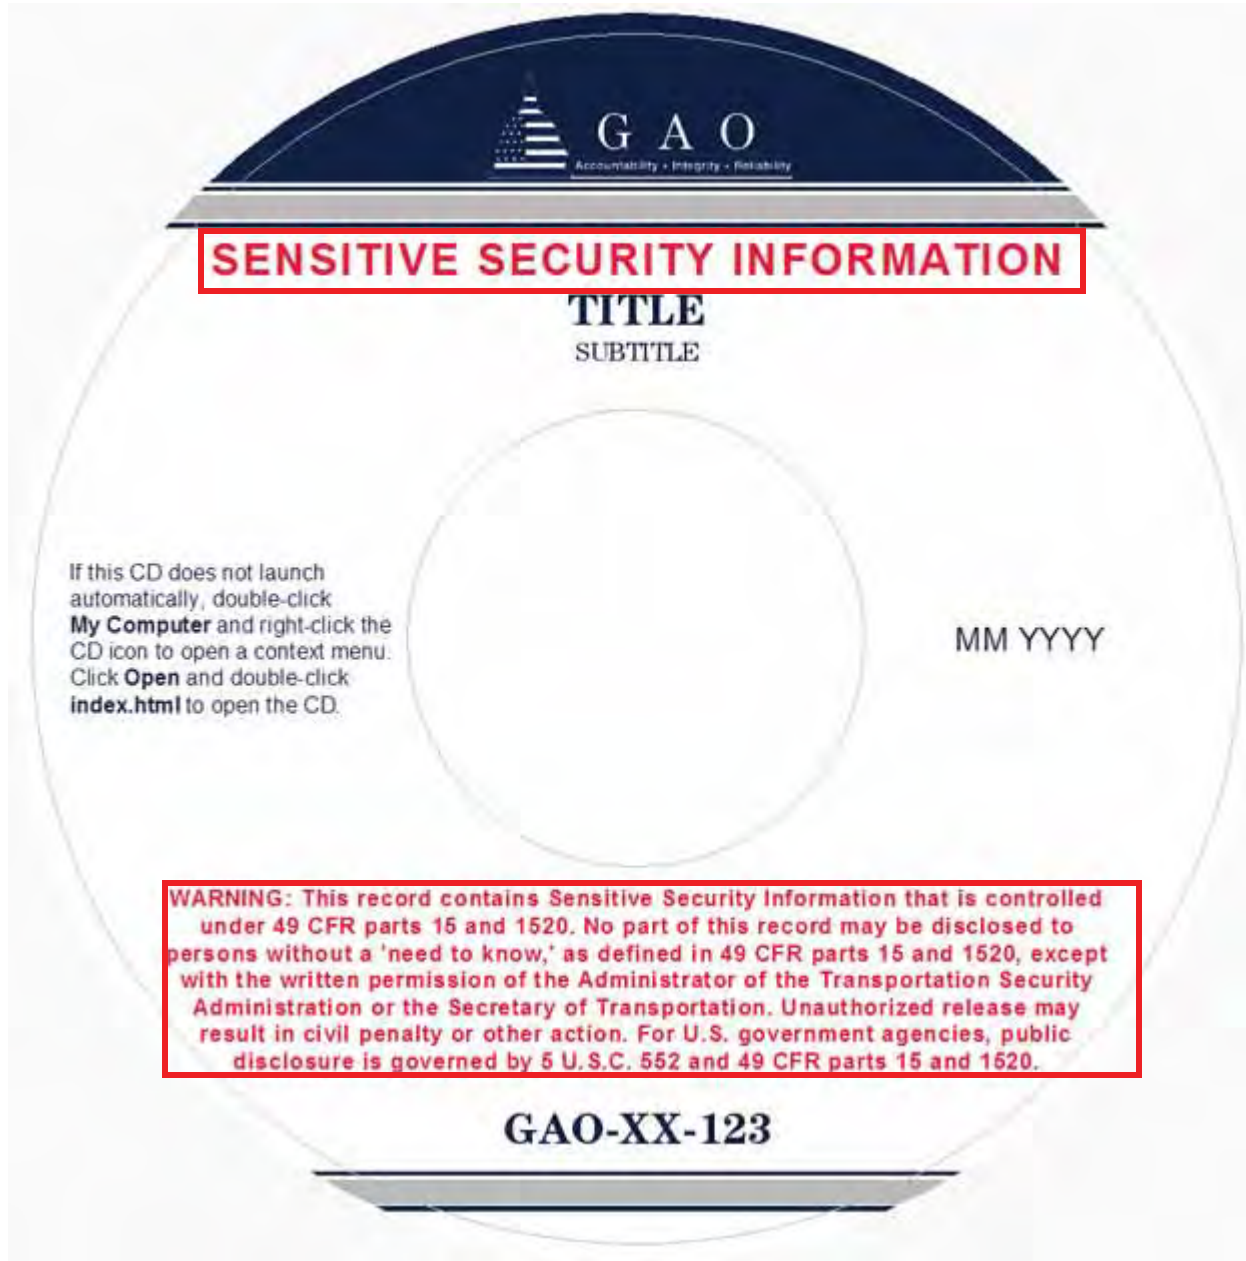 G A O
Accountability • Integrity • Reliability
SENSITIVE SECURITY INFORMATION
TITLE
SUBTITLE
If this CD does not launch
automatically, double-click
My Computer and right-click the
CD icon to open a context menu.
Click Open and double-click
index.html to open the CD.
MM YYYY
WARNING: This record contains Sensitive Security Information that is controlled
under 49 CFR parts 15 and 1520. No part of this record may be disclosed to
persons without a 'need to know,' as defined in 49 CFR parts 15 and 1520, except
with the written permission of the Administrator of the Transportation Security
Administration or the Secretary of Transportation. Unauthorized release may
result in civil penalty or other action. For U.S. government agencies, public
disclosure is governed by 5 U.S.C. 552 and 49 CFR parts 15 and 1520.
GAO-XX-123